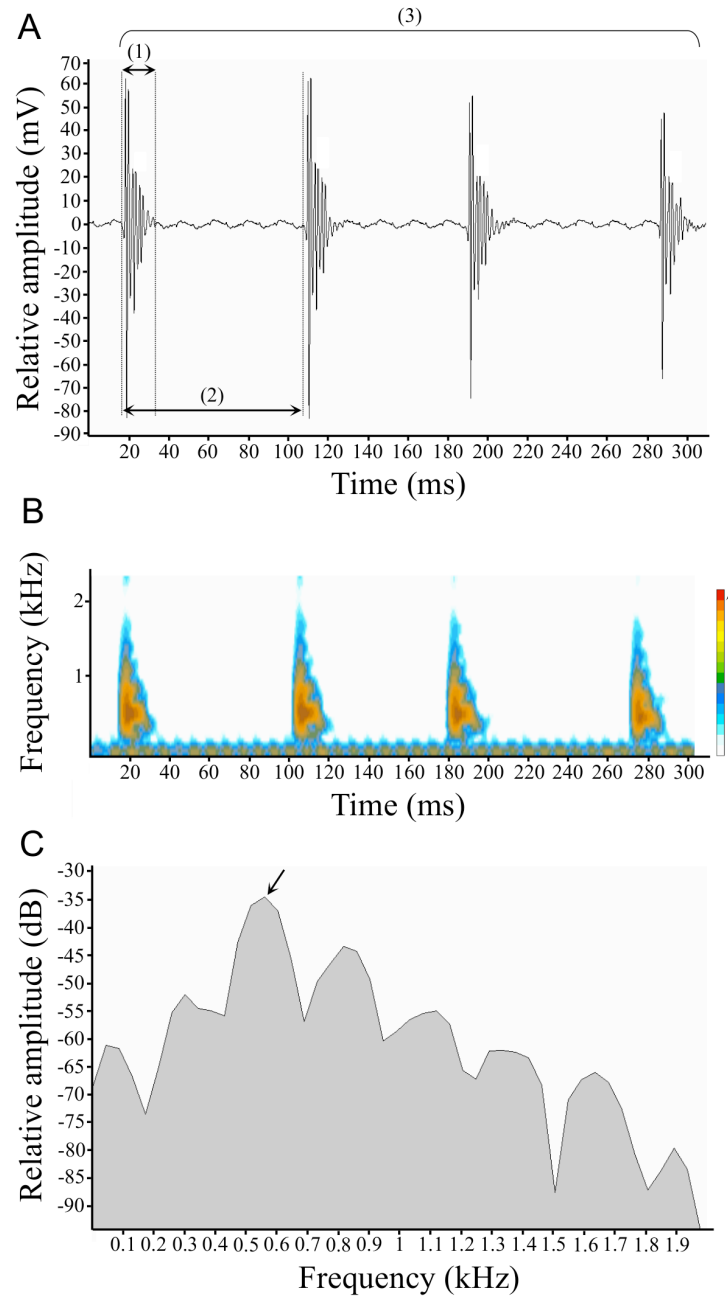 A
(3)
(1)
70
60
50
40
30
20
10
0
-10
-20
-30
-40
-50
-60
-70
-80
-90
Relative amplitude (mV)
(2)
20 40 60 80 100 120 140 160 180 200 220 240 260 280 300
Time (ms)
B
2
1
Frequency (kHz)
20 40 60 80 100 120 140 160 180 200 220 240 260 280 300
Time (ms)
C
-30
-35
-40
-45
-50
-55
-60
-65
-70
-75
-80
-85
-90
Relative amplitude (dB)
0.1 0.2 0.3 0.4 0.5 0.6 0.7 0.8 0.9 1 1.1 1.2 1.3 1.4 1.5 1.6 1.7 1.8 1.9
Frequency (kHz)